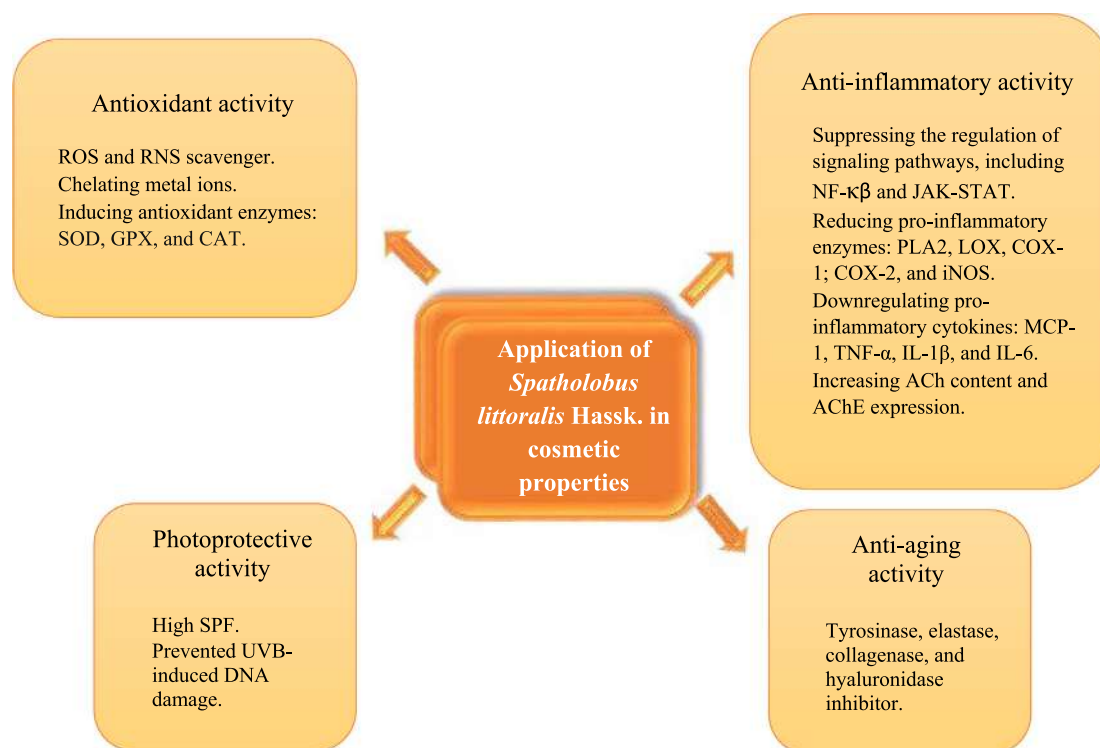 Antioxidant activity
ROS and RNS scavenger.
Chelating metal ions.
Inducing antioxidant enzymes:
SOD, GPX, and CAT.
Anti-inflammatory activity
Suppressing the regulation of
signaling pathways, including
NF-κβ and JAK-STAT.
Reducing pro-inflammatory
enzymes: PLA2, LOX, COX-
1; COX-2, and iNOS.
Downregulating pro-
inflammatory cytokines: MCP-
1, TNF-α, IL-1β, and IL-6.
Increasing ACh content and
AChE expression.
Application of
Spatholobus
littoralis Hassk. in
cosmetic
properties
Photoprotective
activity
High SPF.
Prevented UVB-
induced DNA
damage.
Anti-aging
activity
Tyrosinase, elastase,
collagenase, and
hyaluronidase
inhibitor.